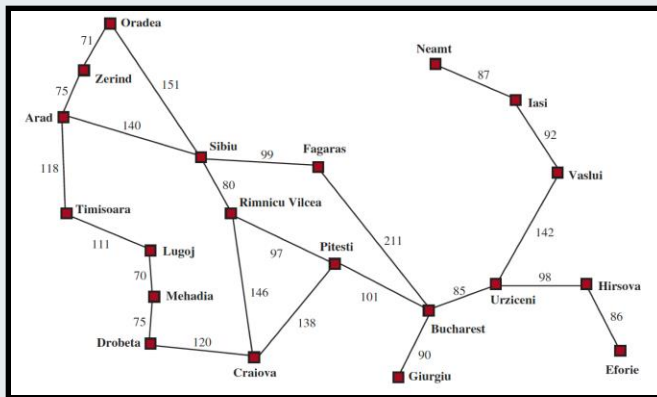 Oradea
71
Neamt
87
Zerind
151
75
Iasi
Arad
140
92
Sibiu
Fagaras
99
118
Vaslui
80
Timisoara
Rimnicu Vilcea
111
Lugoj
97
Pitesti
211
142
70
98
Hirsova
Mehadia
146
101
85
Urziceni
75
138
86
120
Bucharest
Drobeta
90
Craiova
Giurgiu
Eforie